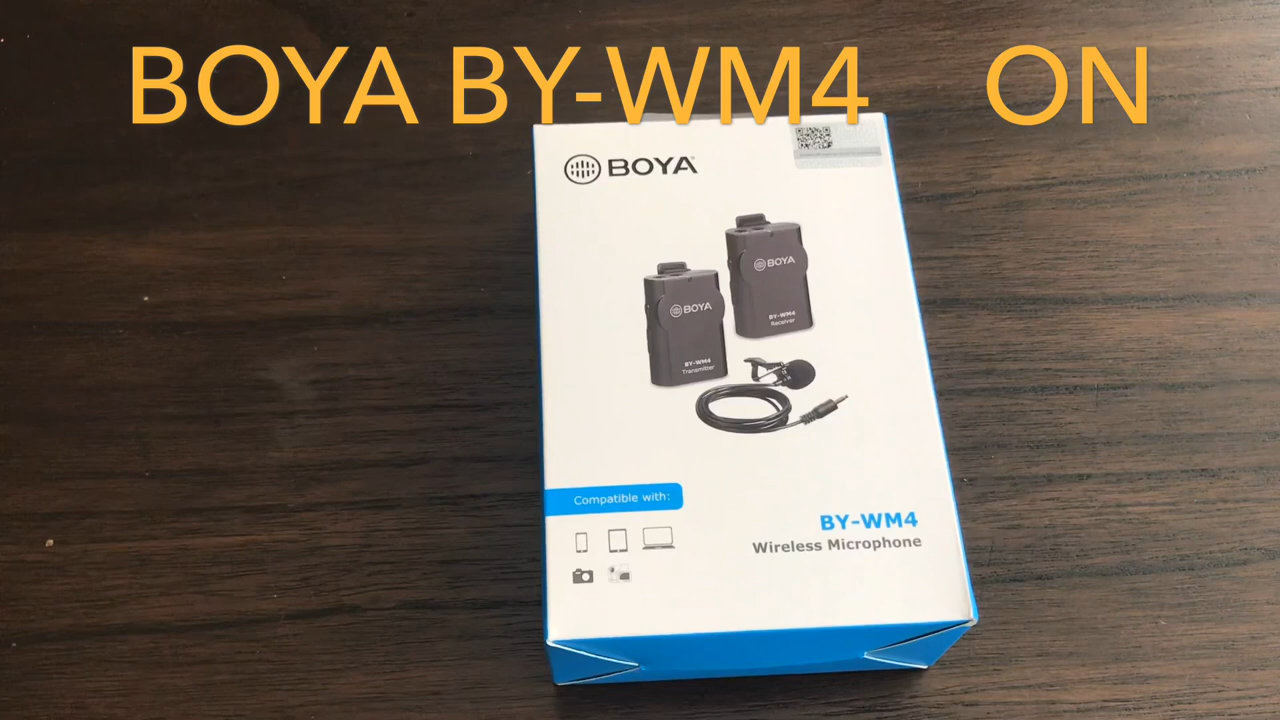 BOYA BY-WM4 ON
BOYA
BOYA
BY-WM4
Receiver
BOYA
BY-WM4
Transmitter
Compatible with:
BY-WM4
Wireless Microphone